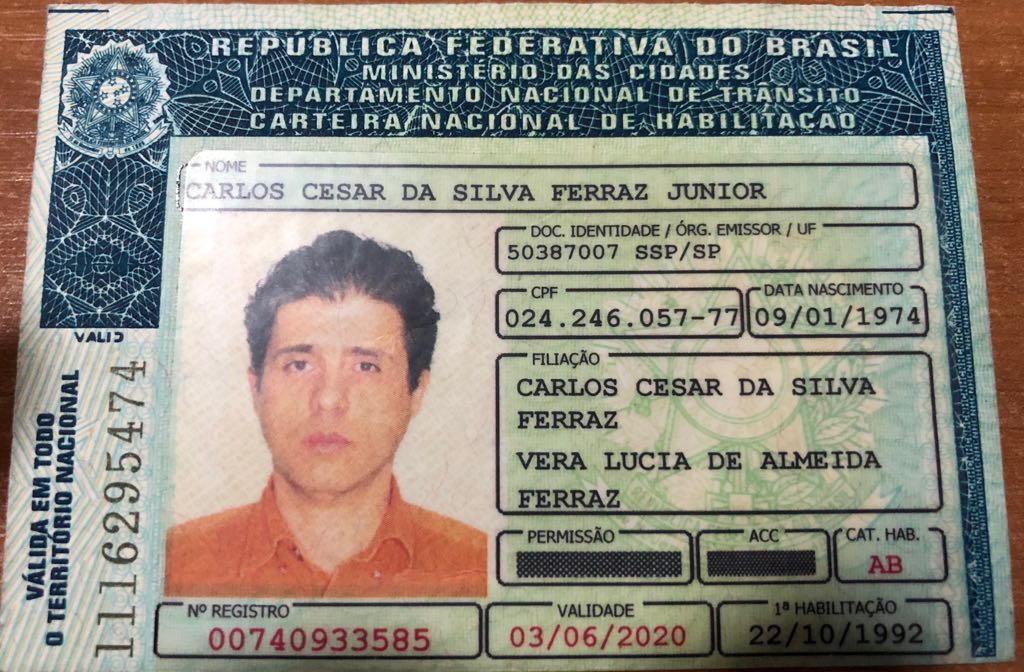 REPÚBLICA FEDERATIVA DO BRASIL
MINISTÉRIO DAS CIDADES
DEPARTAMENTO NACIONAL DE TRÂNSITO
CARTEIRA NACIONAL DE HABILITAÇÃO
NOME
CARLOS CESAR DA SILVA FERRAZ JUNIOR
DOC. IDENTIDADE / ÓRG. EMISSOR / UF
50387007 SSP/SP
CPF
024.246.057-77
DATA NASCIMENTO
09/01/1974
FILIAÇÃO
CARLOS CESAR DA SILVA
FERRAZ
VERA LUCIA DE ALMEIDA
FERRAZ
PERMISSÃO
ACC
CAT. HAB.
AB
Nº REGISTRO
00740933585
VALIDADE
03/06/2020
1ª HABILITAÇÃO
22/10/1992
VÁLIDA EM TODO
O TERRITÓRIO NACIONAL
1116295474